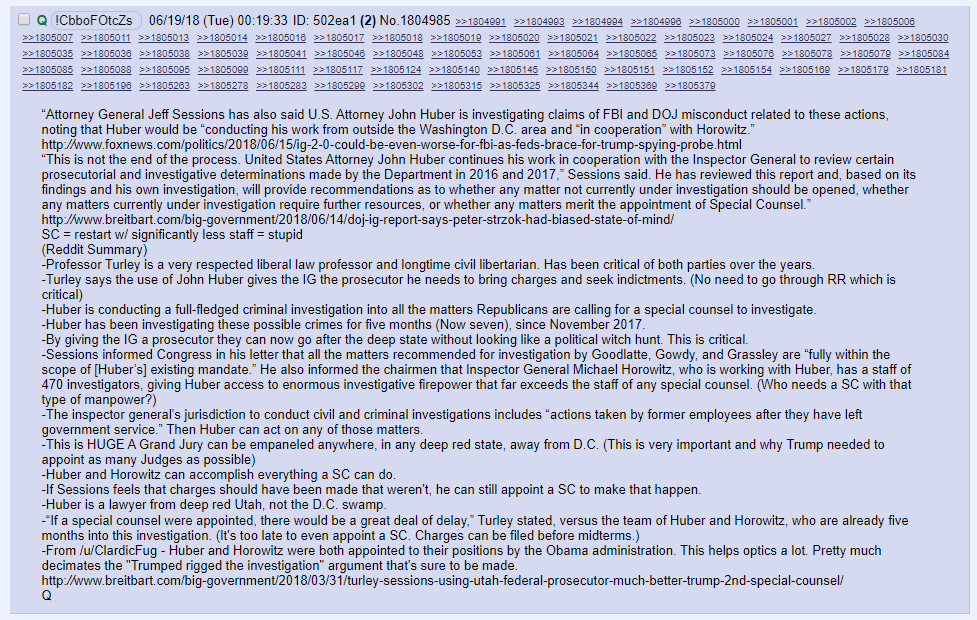 Q !CbboFOtcZs 06/19/18 (Tue) 00:19:33 ID: 502ea1 (2) No.1804985 >>1804991 >>1804993 >>1804994 >>1804996 >>1805000 >>1805001 >>1805002 >>1805006
>>1805007 >>1805011 >>1805013 >>1805014 >>1805016 >>1805017 >>1805018 >>1805019 >>1805020 >>1805021 >>1805022 >>1805023 >>1805024 >>1805027 >>1805028 >>1805030
>>1805035 >>1805036 >>1805038 >>1805039 >>1805041 >>1805046 >>1805048 >>1805053 >>1805061 >>1805064 >>1805065 >>1805073 >>1805076 >>1805078 >>1805079 >>1805084
>>1805085 >>1805088 >>1805095 >>1805099 >>1805111 >>1805117 >>1805124 >>1805140 >>1805145 >>1805150 >>1805151 >>1805152 >>1805154 >>1805169 >>1805179 >>1805181
>>1805182 >>1805196 >>1805263 >>1805278 >>1805283 >>1805299 >>1805302 >>1805315 >>1805325 >>1805344 >>1805369 >>1805379
“Attorney General Jeff Sessions has also said U.S. Attorney John Huber is investigating claims of FBI and DOJ misconduct related to these actions,
noting that Huber would be “conducting his work from outside the Washington D.C. area and “in cooperation” with Horowitz.”
http://www.foxnews.com/politics/2018/06/15/ig-2-0-could-be-even-worse-for-fbi-as-feds-brace-for-trump-spying-probe.html
“This is not the end of the process. United States Attorney John Huber continues his work in cooperation with the Inspector General to review certain
prosecutorial and investigative determinations made by the Department in 2016 and 2017,” Sessions said. He has reviewed this report and, based on its
findings and his own investigation, will provide recommendations as to whether any matter not currently under investigation should be opened, whether
any matters currently under investigation require further resources, or whether any matters merit the appointment of Special Counsel.”
http://www.breitbart.com/big-government/2018/06/14/doj-ig-report-says-peter-strzok-had-biased-state-of-mind/
SC = restart w/ significantly less staff = stupid
(Reddit Summary)
-Professor Turley is a very respected liberal law professor and longtime civil libertarian. Has been critical of both parties over the years.
-Turley says the use of John Huber gives the IG the prosecutor he needs to bring charges and seek indictments. (No need to go through RR which is
critical)
-Huber is conducting a full-fledged criminal investigation into all the matters Republicans are calling for a special counsel to investigate.
-Huber has been investigating these possible crimes for five months (Now seven), since November 2017.
-By giving the IG a prosecutor they can now go after the deep state without looking like a political witch hunt. This is critical.
-Sessions informed Congress in his letter that all the matters recommended for investigation by Goodlatte, Gowdy, and Grassley are “fully within the
scope of [Huber’s] existing mandate.” He also informed the chairmen that Inspector General Michael Horowitz, who is working with Huber, has a staff of
470 investigators, giving Huber access to enormous investigative firepower that far exceeds the staff of any special counsel. (Who needs a SC with that
type of manpower?)
-The inspector general’s jurisdiction to conduct civil and criminal investigations includes “actions taken by former employees after they have left
government service.” Then Huber can act on any of those matters.
-This is HUGE A Grand Jury can be empaneled anywhere, in any deep red state, away from D.C. (This is very important and why Trump needed to
appoint as many Judges as possible)
-Huber and Horowitz can accomplish everything a SC can do.
-If Sessions feels that charges should have been made that weren't, he can still appoint a SC to make that happen.
-Huber is a lawyer from deep red Utah, not the D.C. swamp.
-“If a special counsel were appointed, there would be a great deal of delay,” Turley stated, versus the team of Huber and Horowitz, who are already five
months into this investigation. (It's too late to even appoint a SC. Charges can be filed before midterms.)
-From /u/ClardicFug - Huber and Horowitz were both appointed to their positions by the Obama administration. This helps optics a lot. Pretty much
decimates the "Trumped rigged the investigation" argument that's sure to be made.
http://www.breitbart.com/big-government/2018/03/31/turley-sessions-using-utah-federal-prosecutor-much-better-trump-2nd-special-counsel/
Q